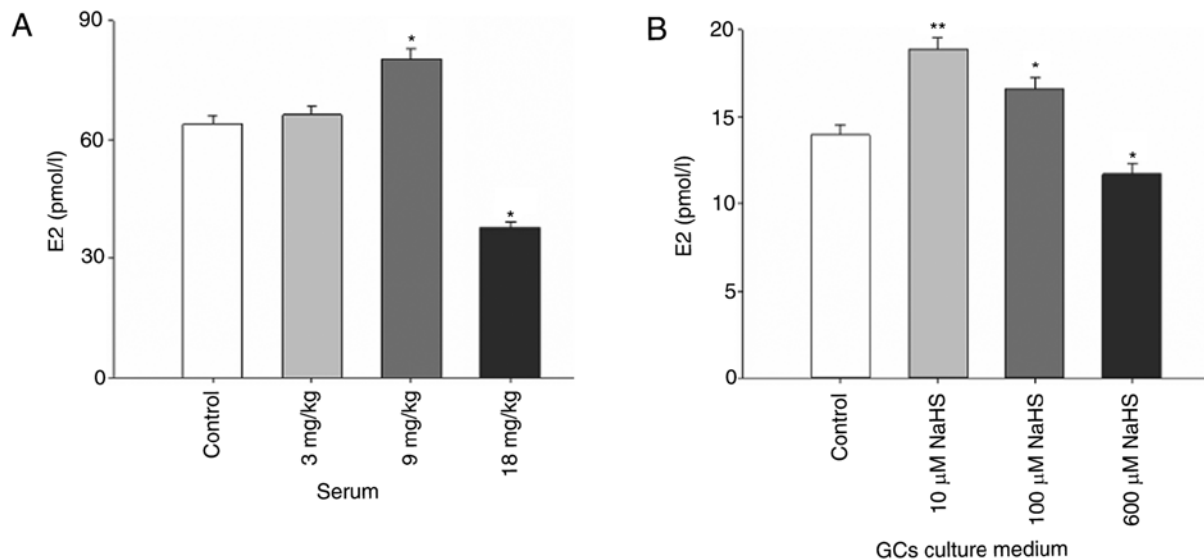 A
E2 (pmol/l)
90
60
30
0
*
*
Control
3 mg/kg
9 mg/kg
18 mg/kg
Serum
B
E2 (pmol/l)
20
15
10
5
0
**
*
*
Control
10 µM NaHS
100 µM NaHS
600 µM NaHS
GCs culture medium